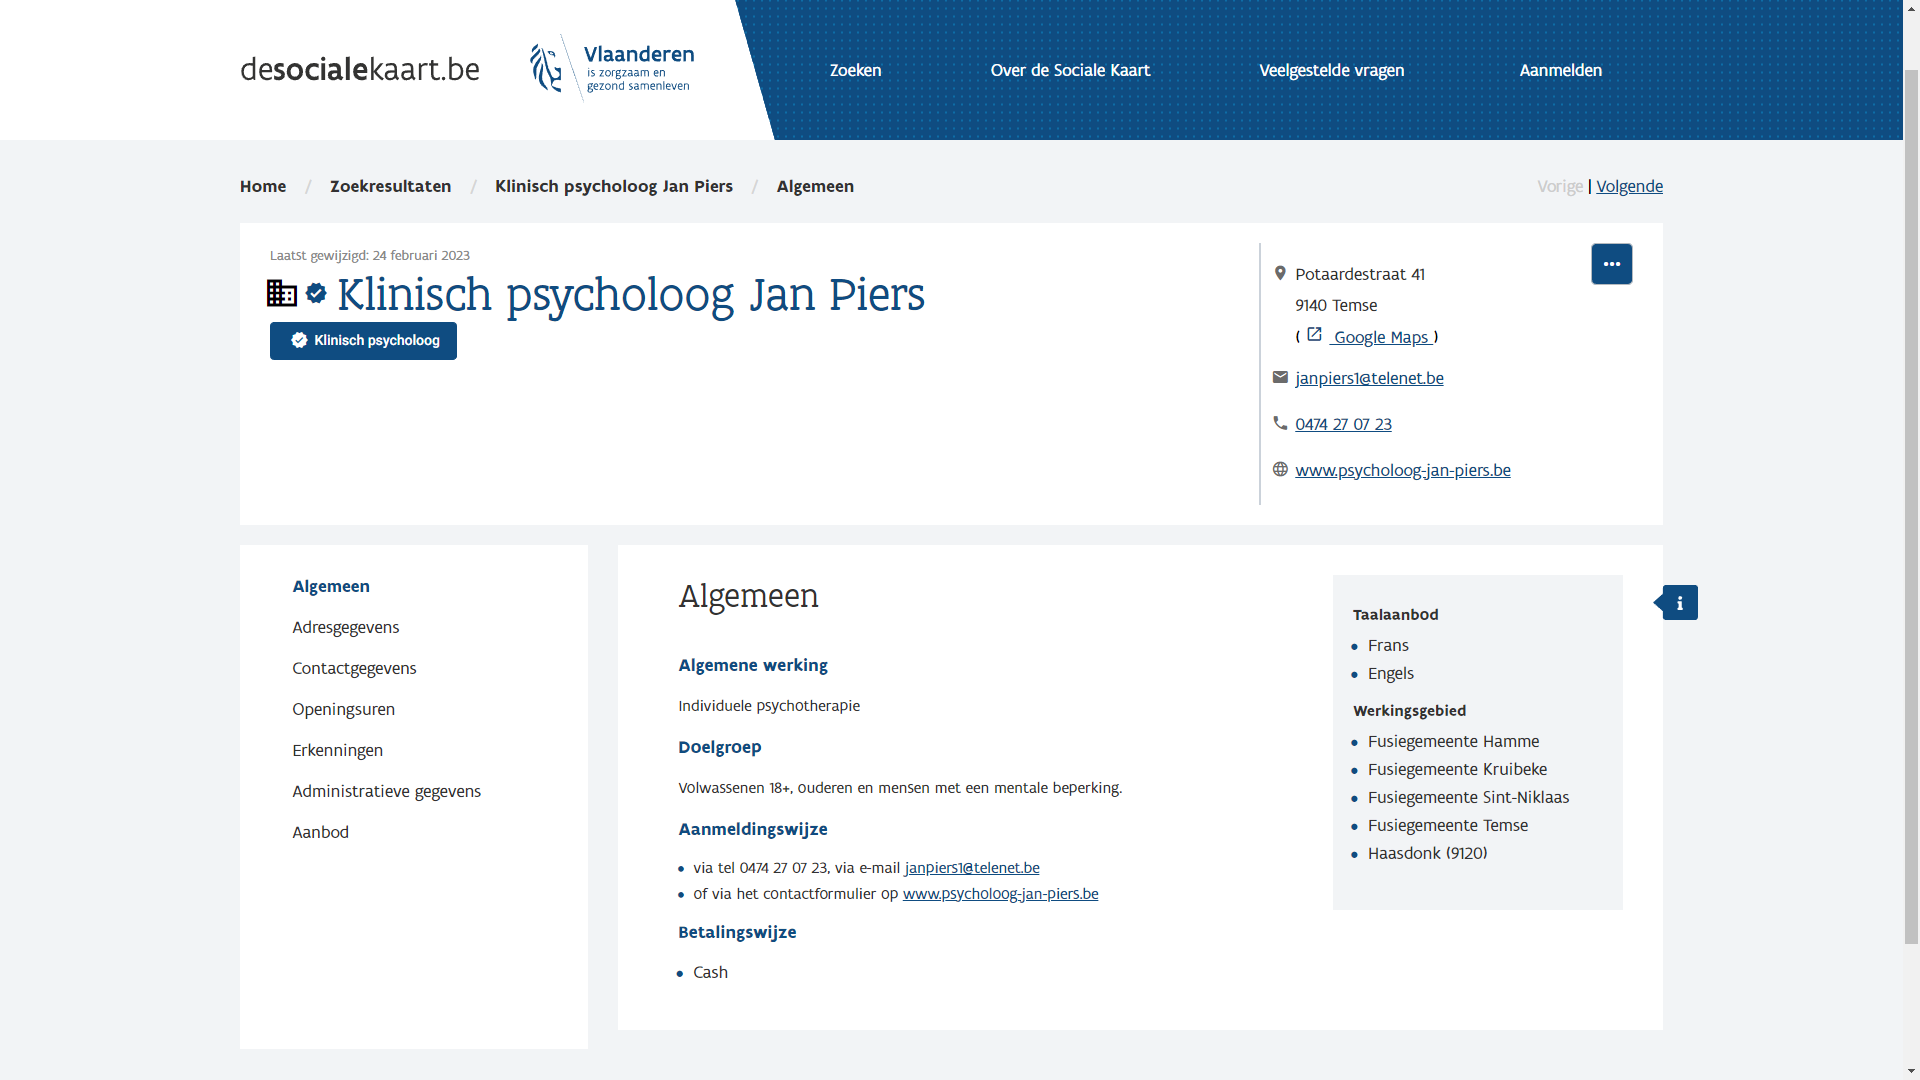 desocialekaart.be
Vlaanderen
is zorgzaam en
gezond samenleven
Zoeken
Over de Sociale Kaart
Veelgestelde vragen
Aanmelden
Home / Zoekresultaten / Klinisch psycholoog Jan Piers / Algemeen
Vorige | Volgende
Laatst gewijzigd: 24 februari 2023
Klinisch psycholoog Jan Piers
Klinisch psycholoog
Potaardestraat 41
9140 Temse
( Google Maps )
janpiers1@telenet.be
0474 27 07 23
www.psycholoog-jan-piers.be
Algemeen
Adresgegevens
Contactgegevens
Openingsuren
Erkenningen
Administratieve gegevens
Aanbod
Algemeen
Algemene werking
Individuele psychotherapie
Doelgroep
Volwassenen 18+, ouderen en mensen met een mentale beperking.
Aanmeldingswijze
via tel 0474 27 07 23, via e-mail janpiers1@telenet.be
of via het contactformulier op www.psycholoog-jan-piers.be
Betalingswijze
Cash
Taalaanbod
Frans
Engels
Werkingsgebied
Fusiegemeente Hamme
Fusiegemeente Kruibeke
Fusiegemeente Sint-Niklaas
Fusiegemeente Temse
Haasdonk (9120)